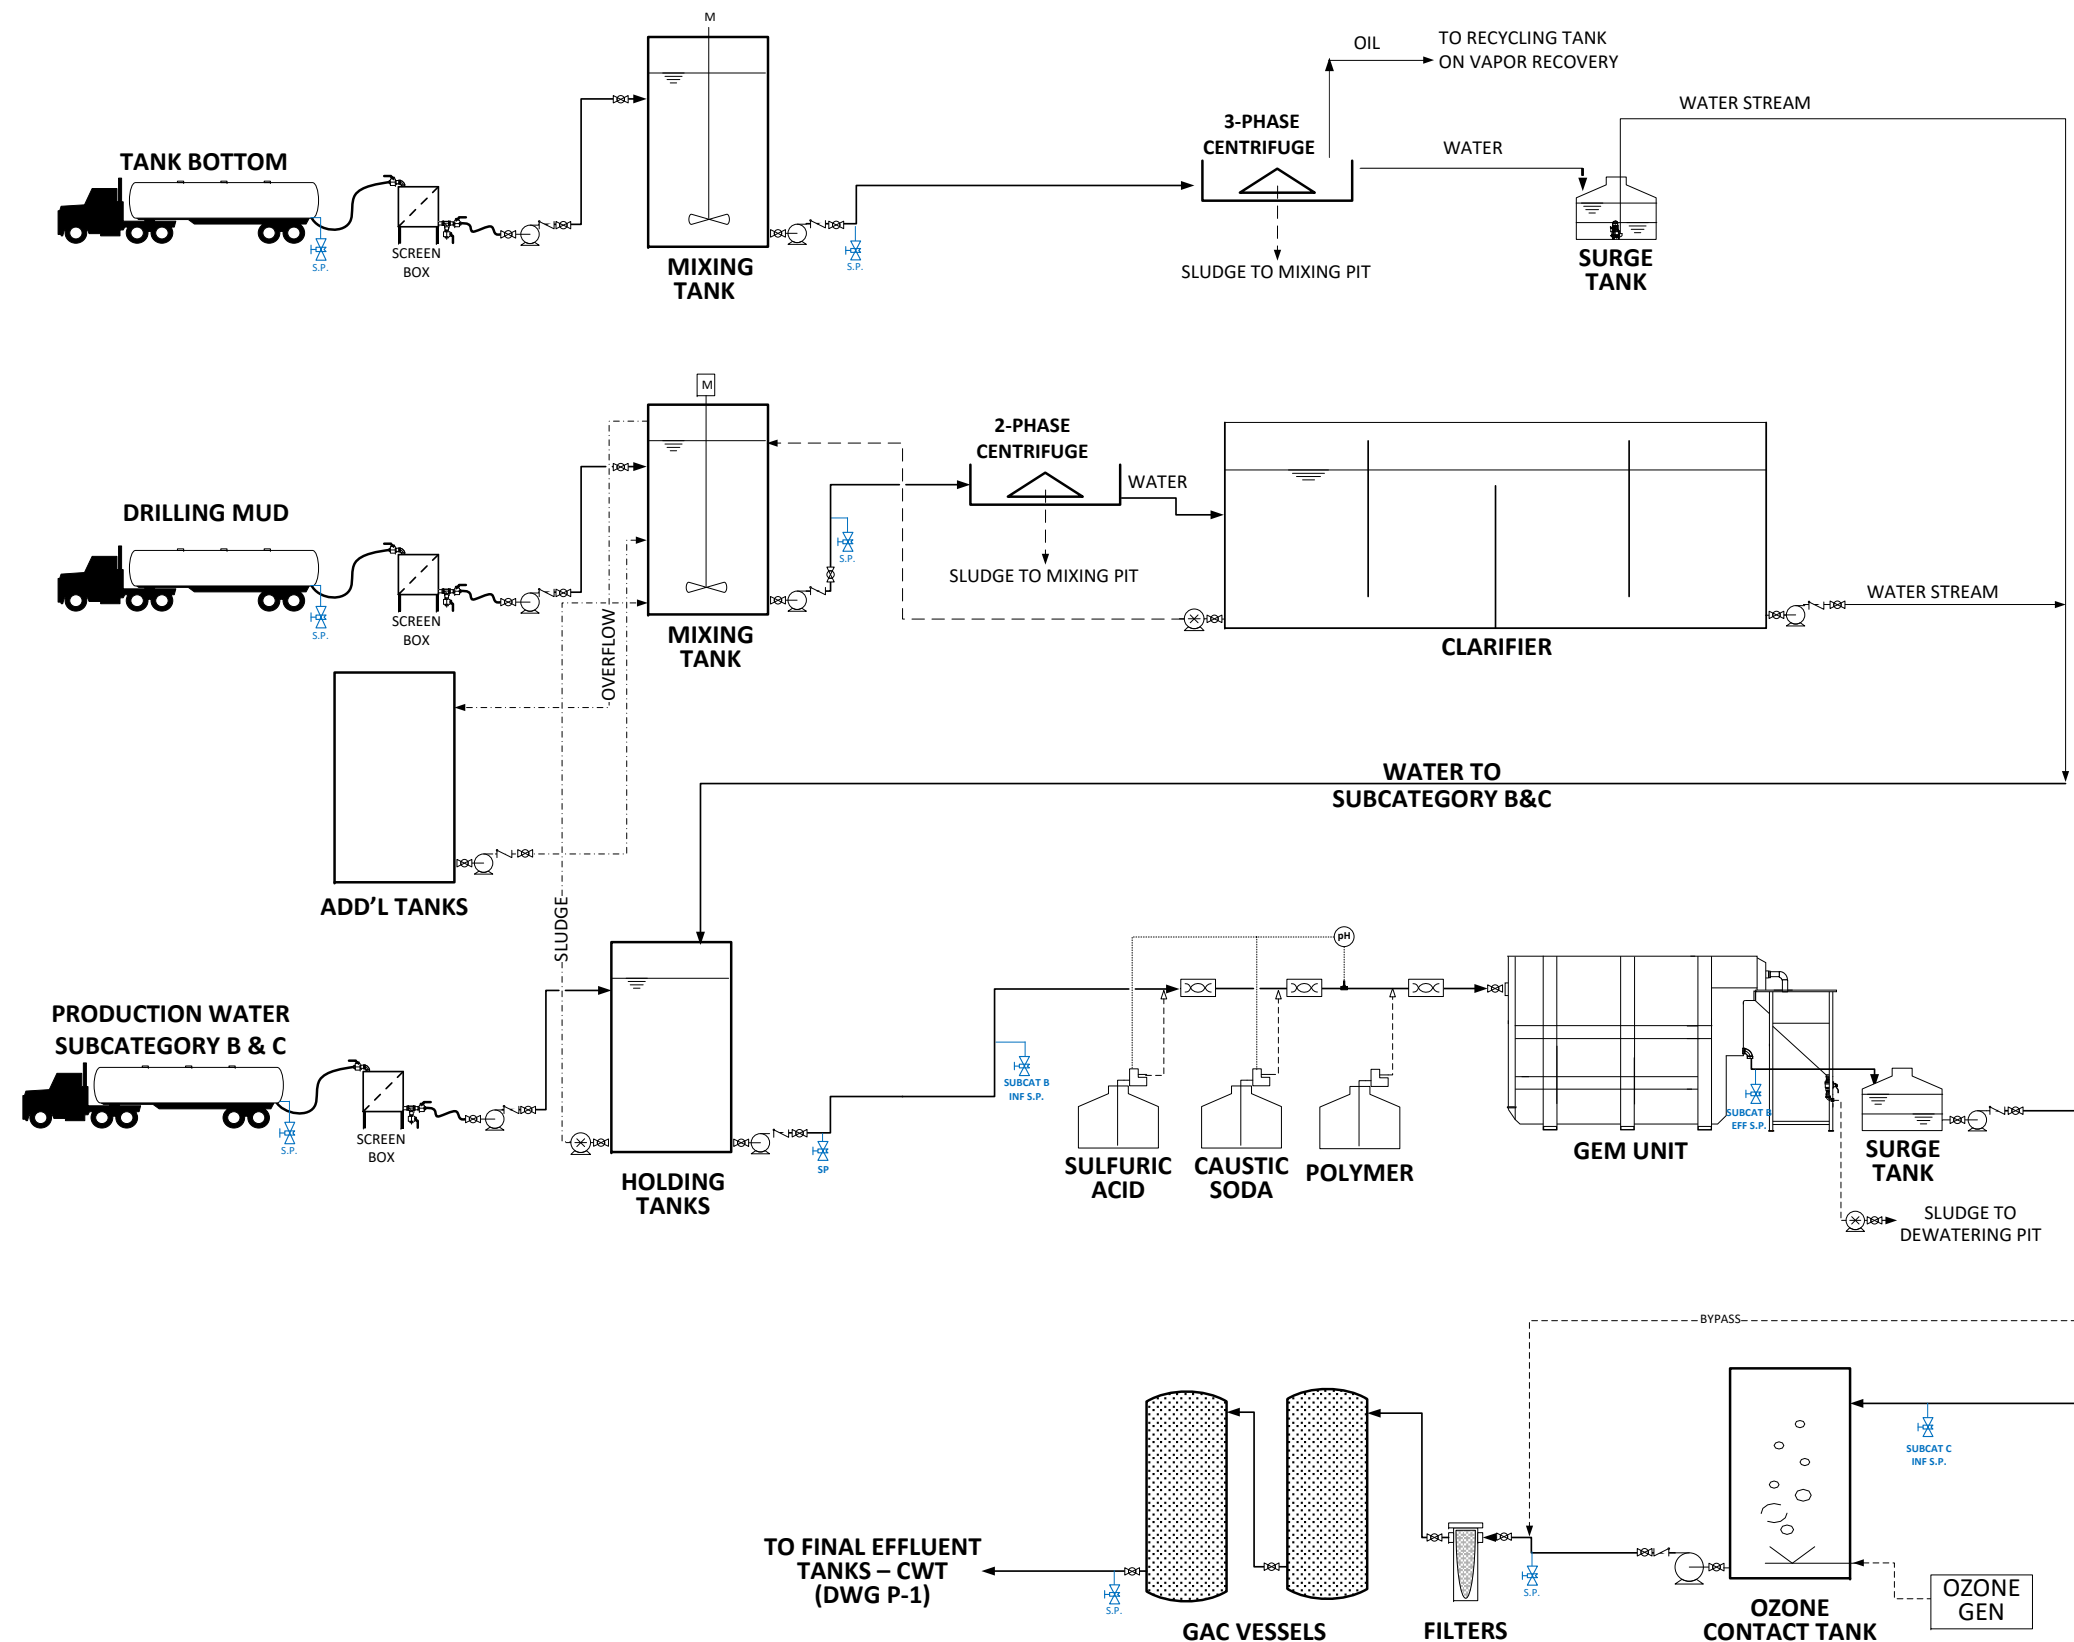 M
OIL
TO RECYCLING TANK
ON VAPOR RECOVERY
WATER STREAM
3-PHASE
CENTRIFUGE
WATER
TANK BOTTOM
S.P.
SCREEN
BOX
MIXING
TANK
S.P.
SLUDGE TO MIXING PIT
SURGE
TANK
M
2-PHASE
CENTRIFUGE
WATER
DRILLING MUD
S.P.
SCREEN
BOX
S.P.
SLUDGE TO MIXING PIT
WATER STREAM
MIXING
TANK
CLARIFIER
OVERFLOW
WATER TO
SUBCATEGORY B&C
ADD'L TANKS
SLUDGE
pH
PRODUCTION WATER
SUBCATEGORY B & C
S.P.
SCREEN
BOX
HOLDING
TANKS
SP
SUBCAT B
INF S.P.
SULFURIC
ACID
CAUSTIC
SODA
POLYMER
GEM UNIT
SUBCAT B
EFF S.P.
SURGE
TANK
SLUDGE TO
DEWATERING PIT
BYPASS
SUBCAT C
INF S.P.
TO FINAL EFFLUENT
TANKS – CWT
(DWG P-1)
S.P.
GAC VESSELS
FILTERS
S.P.
OZONE
CONTACT TANK
OZONE
GEN